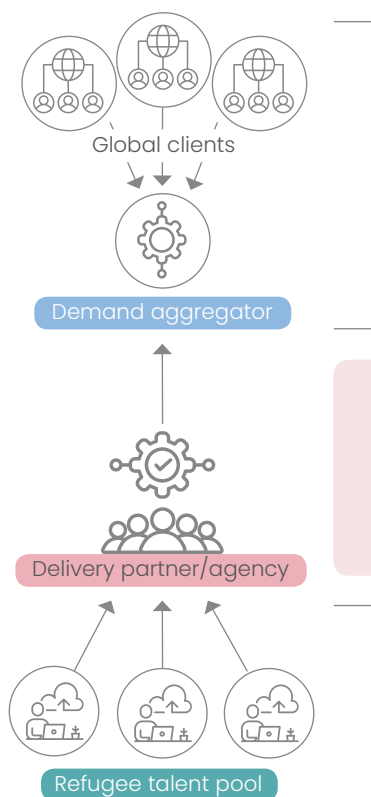 Global clients
Demand aggregator
Delivery partner/agency
Refugee talent pool